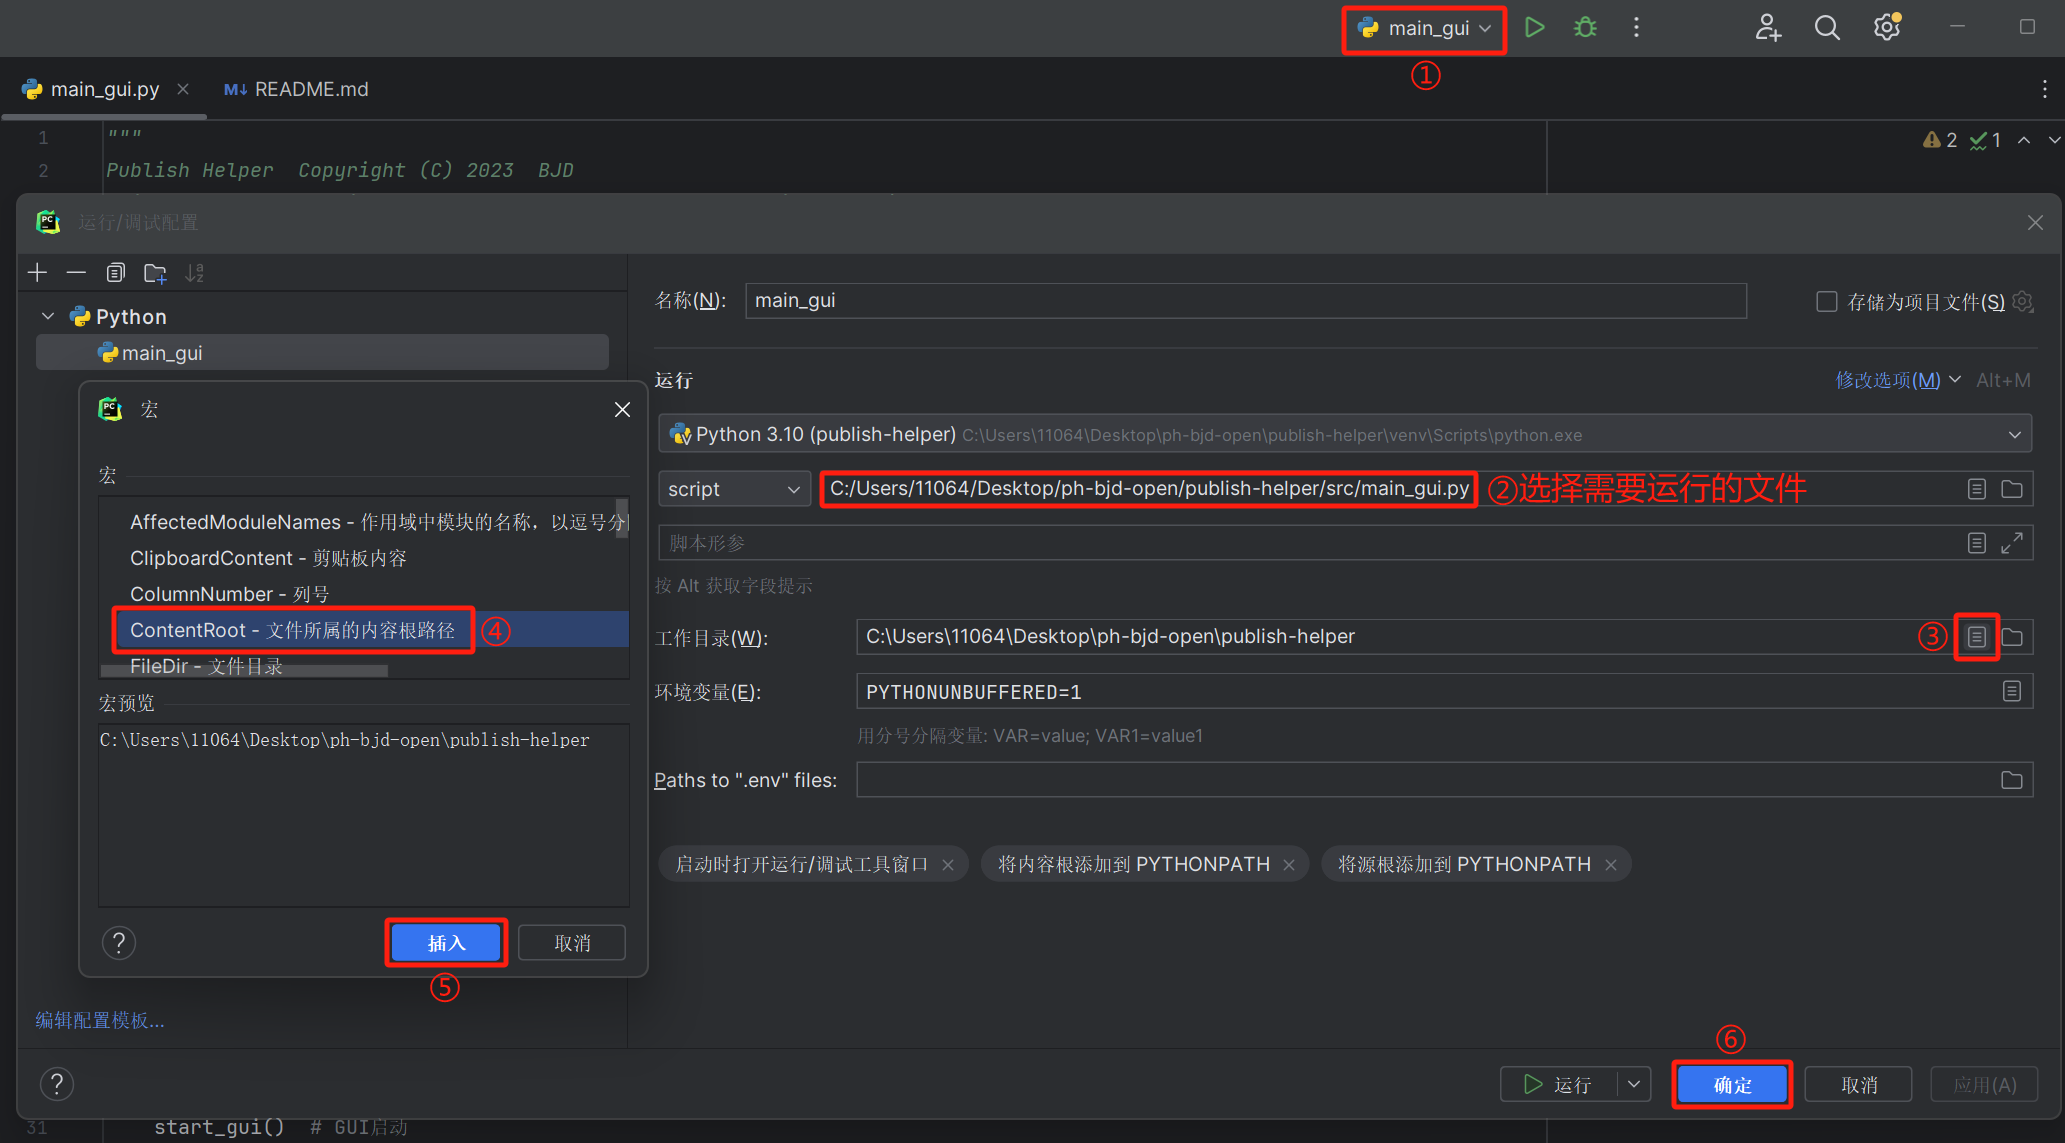 main_gui
①
main_gui.py
M↓ README.md
1 """
2 Publish Helper  Copyright (C) 2023  BJD
2 1
运行/调试配置
Python
main_gui
名称(N): main_gui
存储为项目文件(S)
运行
修改选项(M) Alt+M
Python 3.10 (publish-helper) C:\Users\11064\Desktop\ph-bjd-open\publish-helper\venv\Scripts\python.exe
script C:/Users/11064/Desktop/ph-bjd-open/publish-helper/src/main_gui.py ②选择需要运行的文件
脚本形参
按 Alt 获取字段提示
工作目录(W): C:\Users\11064\Desktop\ph-bjd-open\publish-helper ③
环境变量(E): PYTHONUNBUFFERED=1
用分号分隔变量: VAR=value; VAR1=value1
Paths to ".env" files:
启动时打开运行/调试工具窗口 × 将内容根添加到 PYTHONPATH × 将源根添加到 PYTHONPATH ×
宏
宏
AffectedModuleNames - 作用域中模块的名称，以逗号分
ClipboardContent - 剪贴板内容
ColumnNumber - 列号
ContentRoot - 文件所属的内容根路径 ④
FileDir - 文件目录
宏预览
C:\Users\11064\Desktop\ph-bjd-open\publish-helper
? 插入 取消
⑤
编辑配置模板...
⑥
? 运行 确定 取消 应用(A)
31 start_gui()  # GUI启动